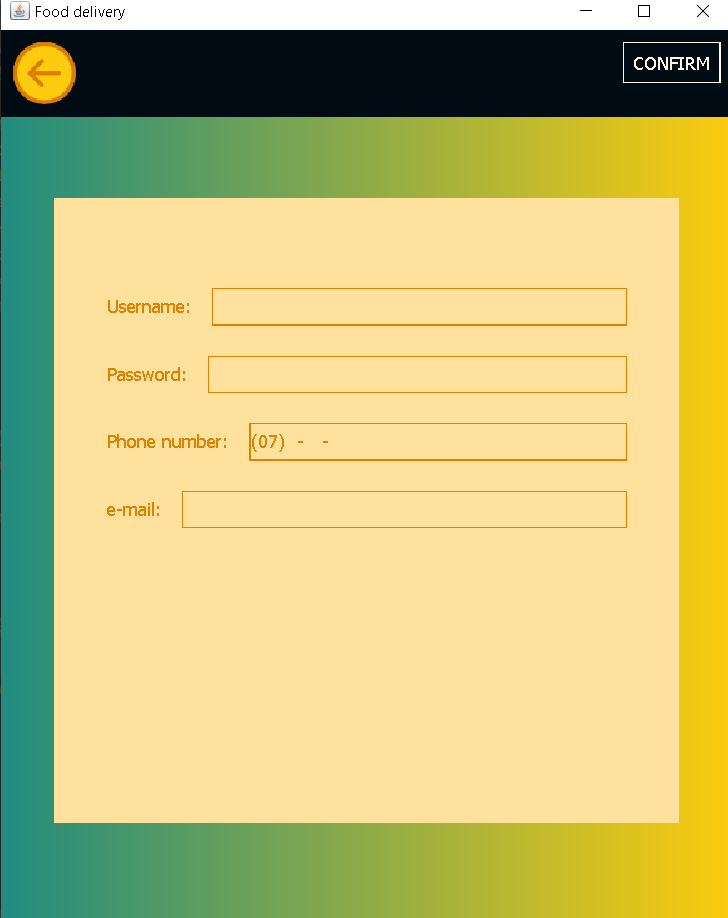 Food delivery
CONFIRM
Username:
Password:
Phone number: (07)  -   -
e-mail: